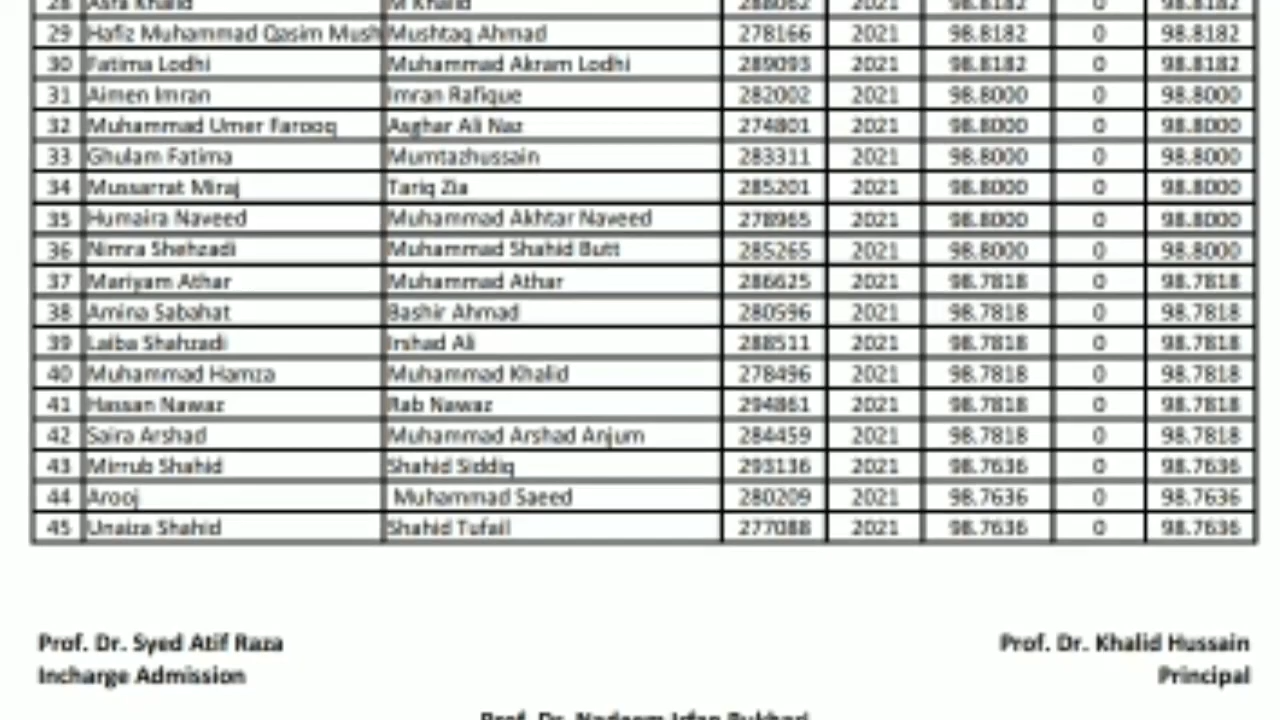 28 Asra Khalid M Khalid 288062 2021 98.8182 0 98.8182
29 Hafiz Muhammad Qasim Mush Mushtaq Ahmad 278166 2021 98.8182 0 98.8182
30 Fatima Lodhi Muhammad Akram Lodhi 289093 2021 98.8182 0 98.8182
31 Aimen Imran Imran Rafique 282002 2021 98.8000 0 98.8000
32 Muhammad Umer Farooq Asghar Ali Naz 274801 2021 98.8000 0 98.8000
33 Ghulam Fatima Mumtazhussain 283311 2021 98.8000 0 98.8000
34 Mussarrat Miraj Tariq Zia 285201 2021 98.8000 0 98.8000
35 Humaira Naveed Muhammad Akhtar Naveed 278965 2021 98.8000 0 98.8000
36 Nimra Shehzadi Muhammad Shahid Butt 285265 2021 98.8000 0 98.8000
37 Mariyam Athar Muhammad Athar 286625 2021 98.7818 0 98.7818
38 Amina Sabahat Bashir Ahmad 280596 2021 98.7818 0 98.7818
39 Laiba Shahzadi Irshad Ali 288511 2021 98.7818 0 98.7818
40 Muhammad Hamza Muhammad Khalid 278496 2021 98.7818 0 98.7818
41 Hassan Nawaz Rab Nawaz 294861 2021 98.7818 0 98.7818
42 Saira Arshad Muhammad Arshad Anjum 284459 2021 98.7818 0 98.7818
43 Mirrub Shahid Shahid Siddiq 293136 2021 98.7636 0 98.7636
44 Arooj Muhammad Saeed 280209 2021 98.7636 0 98.7636
45 Unaiza Shahid Shahid Tufail 277088 2021 98.7636 0 98.7636
Prof. Dr. Syed Atif Raza Prof. Dr. Khalid Hussain
Incharge Admission Principal
Prof. Dr. Nadeem Irfan Bukhari